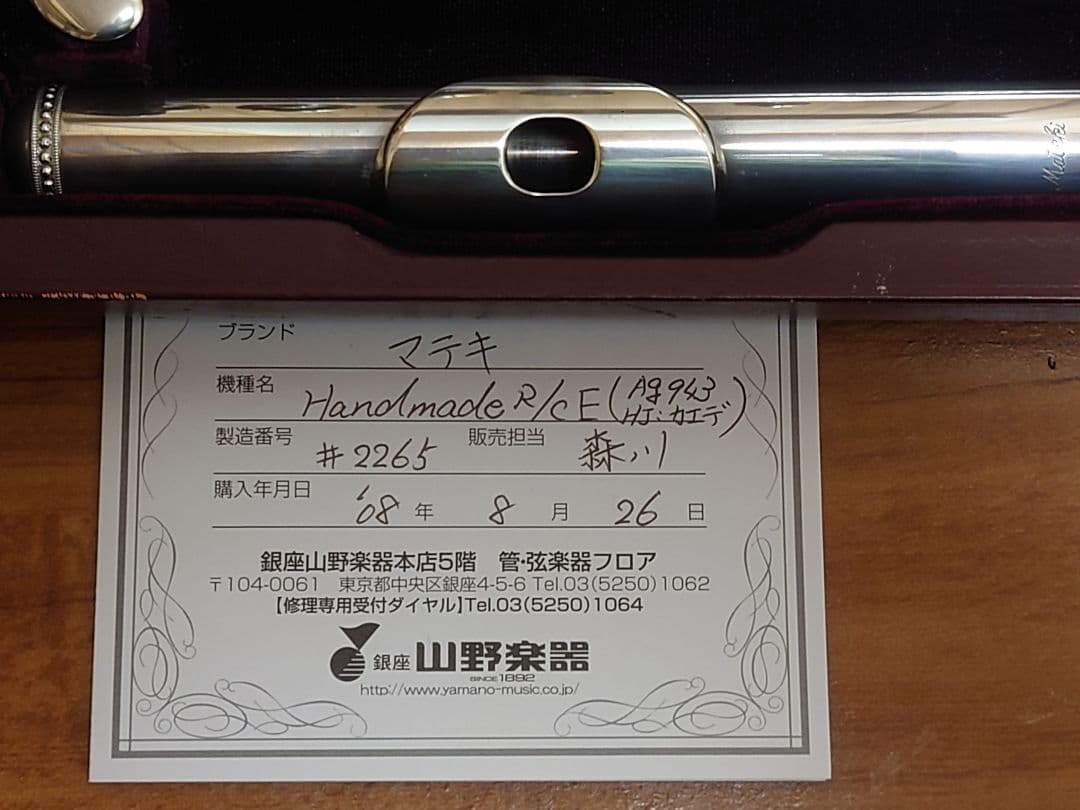 Mateki
ブランド マテキ
機種名 Handmade R/C E (Ag943 HJ:カエデ)
製造番号 #2265 販売担当 森川
購入年月日 '08年 8月 26日
銀座山野楽器本店5階 管・弦楽器フロア
〒104-0061 東京都中央区銀座4-5-6 Tel.03(5250)1062
【修理専用受付ダイヤル】Tel.03(5250)1064
銀座 山野楽器
SINCE 1892
http://www.yamano-music.co.jp/